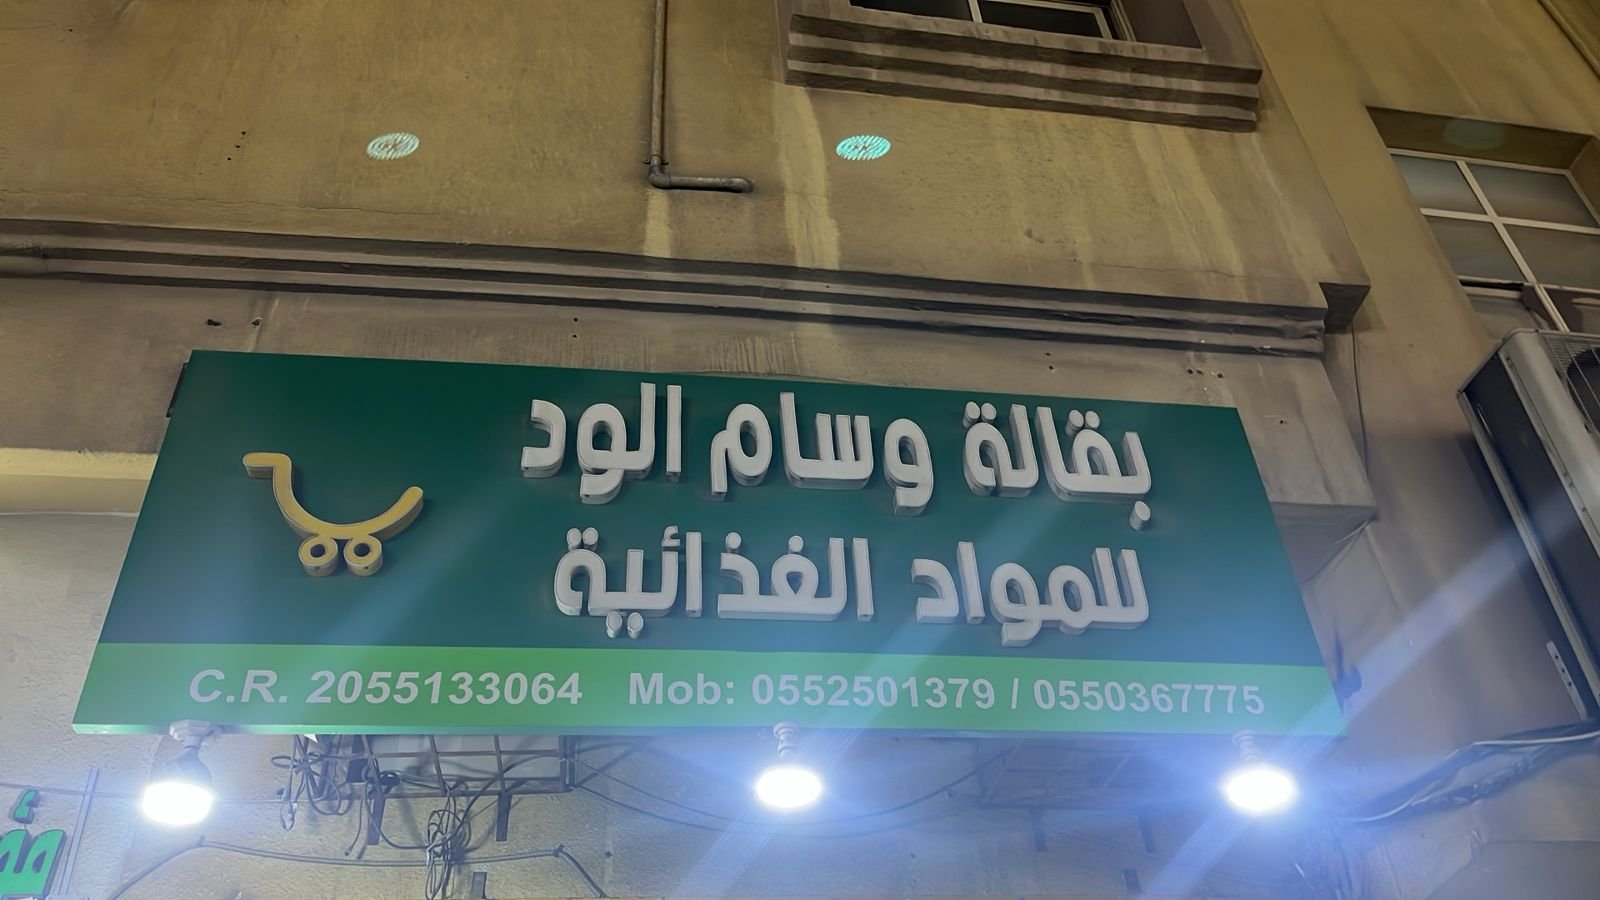 بقالة وسام الود
للمواد الغذائية
C.R. 2055133064 Mob: 0552501379 / 0550367775